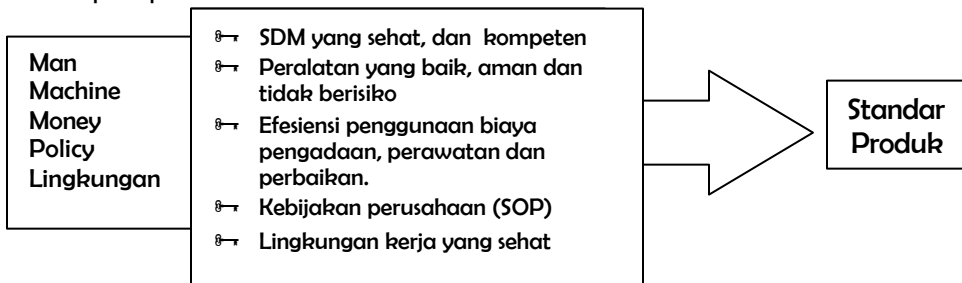 Man
Machine
Money
Policy
Lingkungan
SDM yang sehat, dan kompeten
Peralatan yang baik, aman dan
tidak berisiko
Efesiensi penggunaan biaya
pengadaan, perawatan dan
perbaikan.
Kebijakan perusahaan (SOP)
Lingkungan kerja yang sehat
Standar
Produk